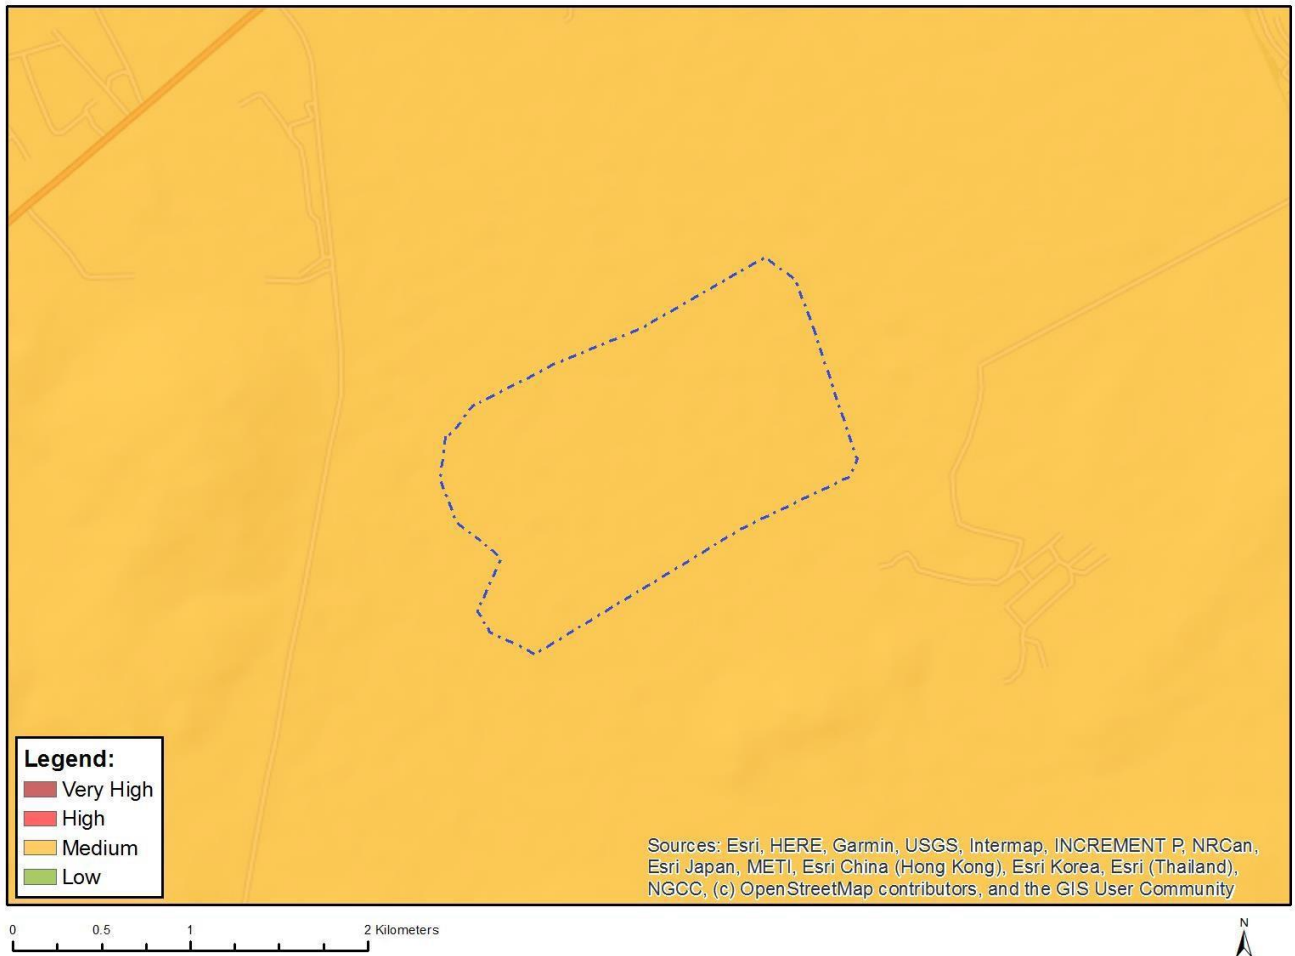 Legend:
Very High
High
Medium
Low
Sources: Esri, HERE, Garmin, USGS, Intermap, INCREMENT P, NRCan,
Esri Japan, METI, Esri China (Hong Kong), Esri Korea, Esri (Thailand),
NGCC, (c) OpenStreetMap contributors, and the GIS User Community
0 0.5 1 2 Kilometers
N